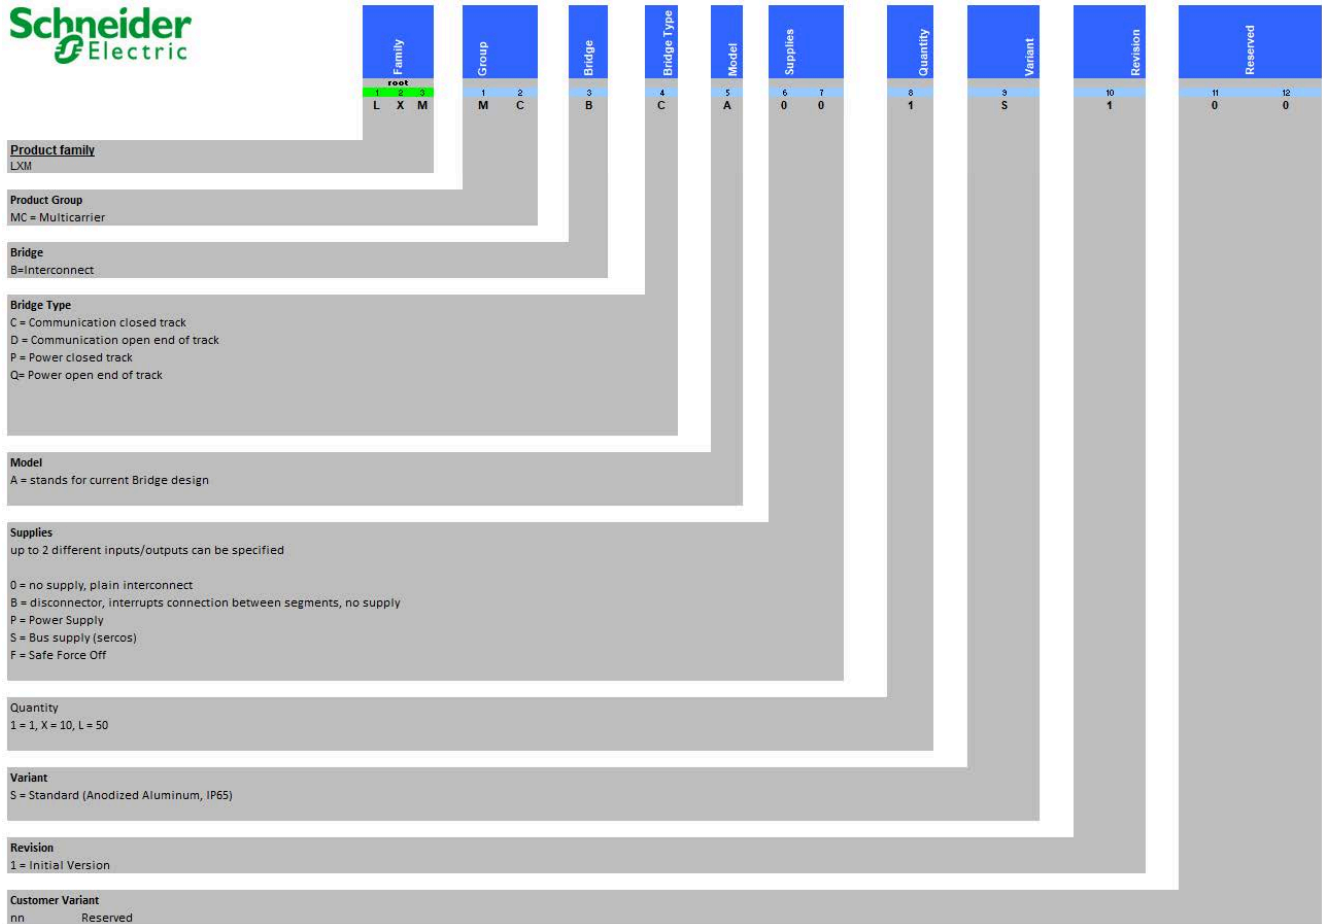 Schneider
Electric
Family
Group
Bridge
Bridge Type
Model
Supplies
Quantity
Variant
Revision
Reserved
root
1 2 3 1 2 3 4 5 6 7 8 9 10 11 12
L X M M C B C A 0 0 1 S 1 0 0
Product family
LXM
Product Group
MC = Multicarrier
Bridge
B=Interconnect
Bridge Type
C = Communication closed track
D = Communication open end of track
P = Power closed track
Q= Power open end of track
Model
A = stands for current Bridge design
Supplies
up to 2 different inputs/outputs can be specified
0 = no supply, plain interconnect
B = disconnector, interrupts connection between segments, no supply
P = Power Supply
S = Bus supply (sercos)
F = Safe Force Off
Quantity
1 = 1, X = 10, L = 50
Variant
S = Standard (Anodized Aluminum, IP65)
Revision
1 = Initial Version
Customer Variant
nn Reserved